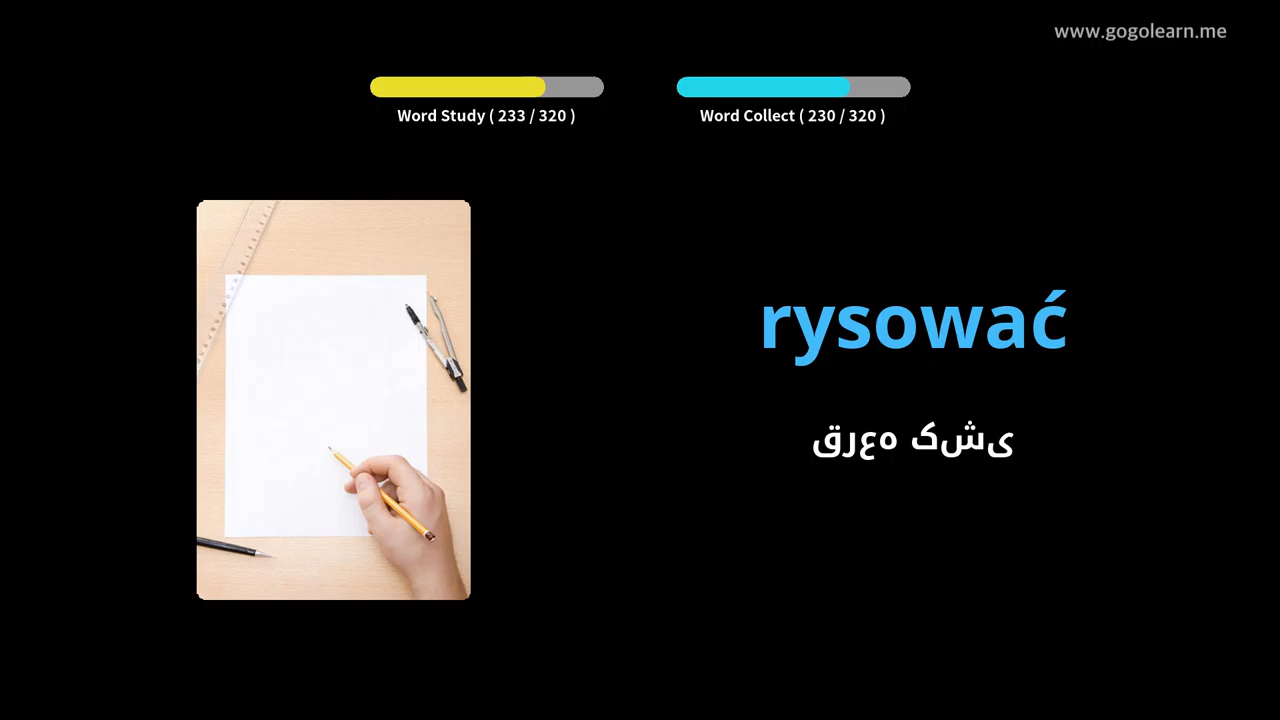 www.gogolearn.me
Word Study ( 233 / 320 )
Word Collect ( 230 / 320 )
rysować
قرعه کشی